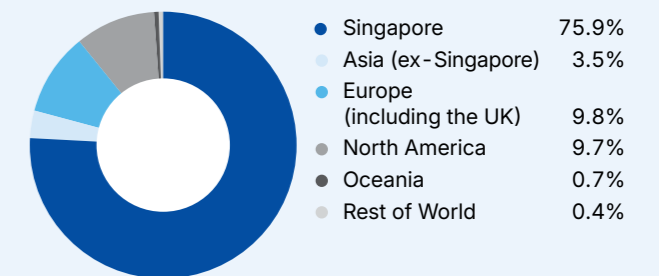 Singapore 75.9%
Asia (ex-Singapore) 3.5%
Europe
(including the UK) 9.8%
North America 9.7%
Oceania 0.7%
Rest of World 0.4%